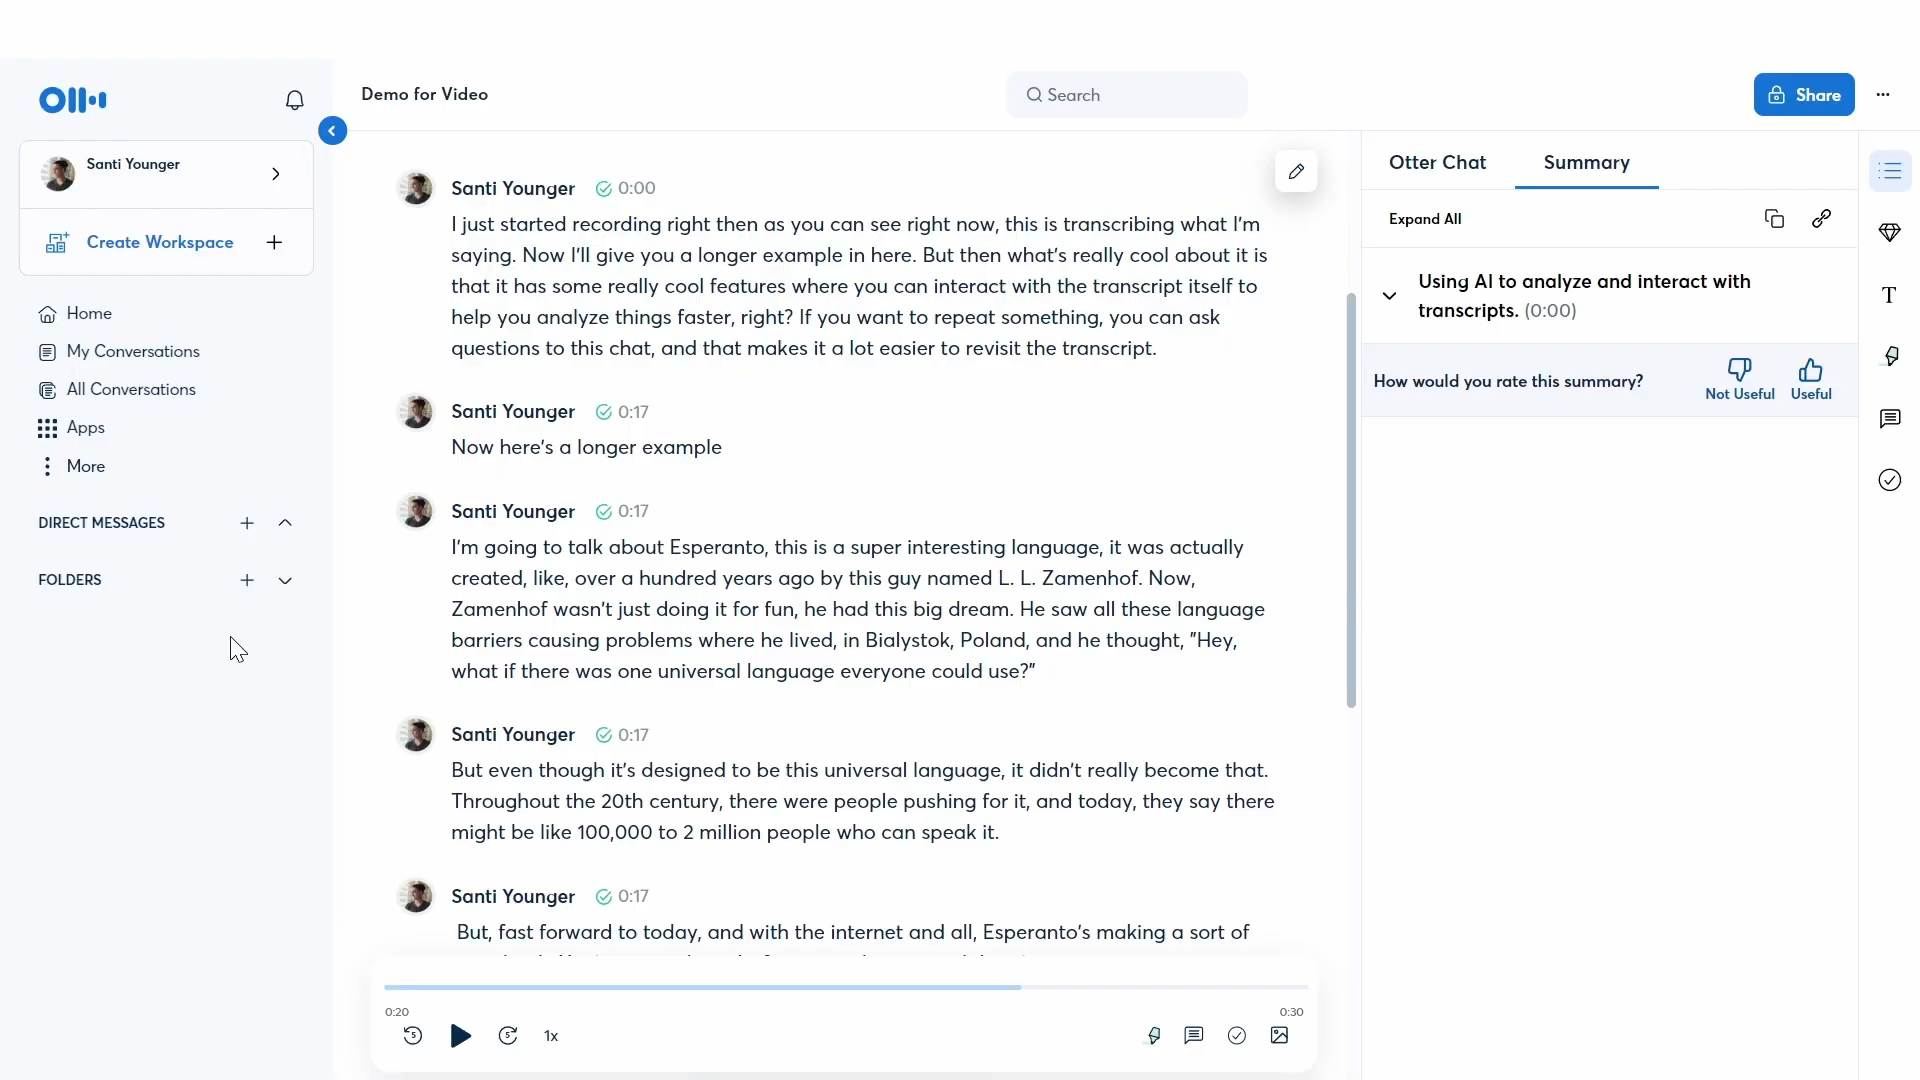 Santi Younger
Create Workspace
Home
My Conversations
All Conversations
Apps
More
DIRECT MESSAGES
FOLDERS
Demo for Video
Search
Share
Santi Younger 0:00
I just started recording right then as you can see right now, this is transcribing what I'm
saying. Now I'll give you a longer example in here. But then what's really cool about it is
that it has some really cool features where you can interact with the transcript itself to
help you analyze things faster, right? If you want to repeat something, you can ask
questions to this chat, and that makes it a lot easier to revisit the transcript.
Santi Younger 0:17
Now here's a longer example
Santi Younger 0:17
I'm going to talk about Esperanto, this is a super interesting language, it was actually
created, like, over a hundred years ago by this guy named L. L. Zamenhof. Now,
Zamenhof wasn't just doing it for fun, he had this big dream. He saw all these language
barriers causing problems where he lived, in Bialystok, Poland, and he thought, "Hey,
what if there was one universal language everyone could use?"
Santi Younger 0:17
But even though it's designed to be this universal language, it didn't really become that.
Throughout the 20th century, there were people pushing for it, and today, they say there
might be like 100,000 to 2 million people who can speak it.
Santi Younger 0:17
But, fast forward to today, and with the internet and all, Esperanto's making a sort of
0:20
0:30
5
5
1x
Otter Chat
Summary
Expand All
Using AI to analyze and interact with
transcripts. (0:00)
How would you rate this summary?
Not Useful
Useful
T